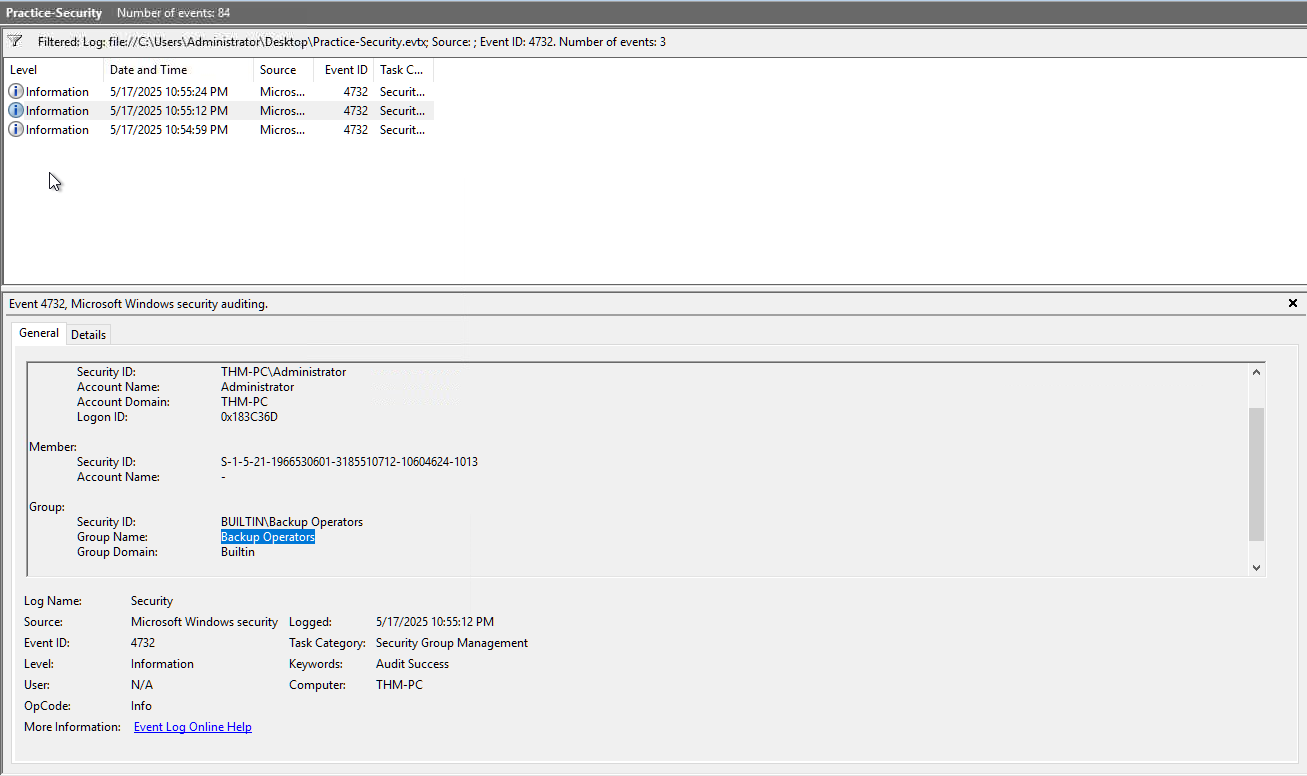 Practice-Security Number of events: 84
Filtered: Log: file://C:\Users\Administrator\Desktop\Practice-Security.evtx; Source: ; Event ID: 4732. Number of events: 3
Level Date and Time Source Event ID Task C...
Information 5/17/2025 10:55:24 PM Micros... 4732 Securit...
Information 5/17/2025 10:55:12 PM Micros... 4732 Securit...
Information 5/17/2025 10:54:59 PM Micros... 4732 Securit...
Event 4732, Microsoft Windows security auditing.
General Details
Security ID: THM-PC\Administrator
Account Name: Administrator
Account Domain: THM-PC
Logon ID: 0x183C36D
Member:
Security ID: S-1-5-21-1966530601-3185510712-10604624-1013
Account Name: -
Group:
Security ID: BUILTIN\Backup Operators
Group Name: Backup Operators
Group Domain: Builtin
Log Name: Security
Source: Microsoft Windows security Logged: 5/17/2025 10:55:12 PM
Event ID: 4732 Task Category: Security Group Management
Level: Information Keywords: Audit Success
User: N/A Computer: THM-PC
OpCode: Info
More Information: Event Log Online Help